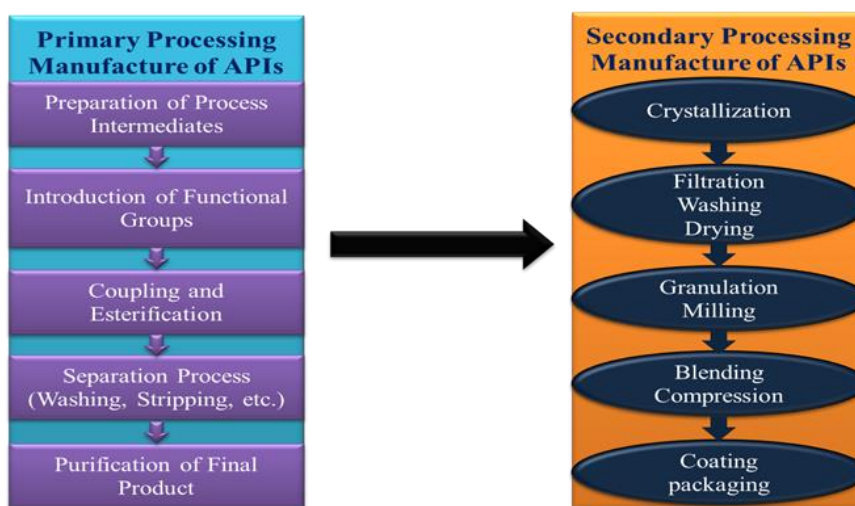 Primary Processing
Manufacture of APIs
Preparation of Process
Intermediates
Introduction of Functional
Groups
Coupling and
Esterification
Separation Process
(Washing, Stripping, etc.)
Purification of Final
Product
Secondary Processing
Manufacture of APIs
Crystallization
Filtration
Washing
Drying
Granulation
Milling
Blending
Compression
Coating
packaging